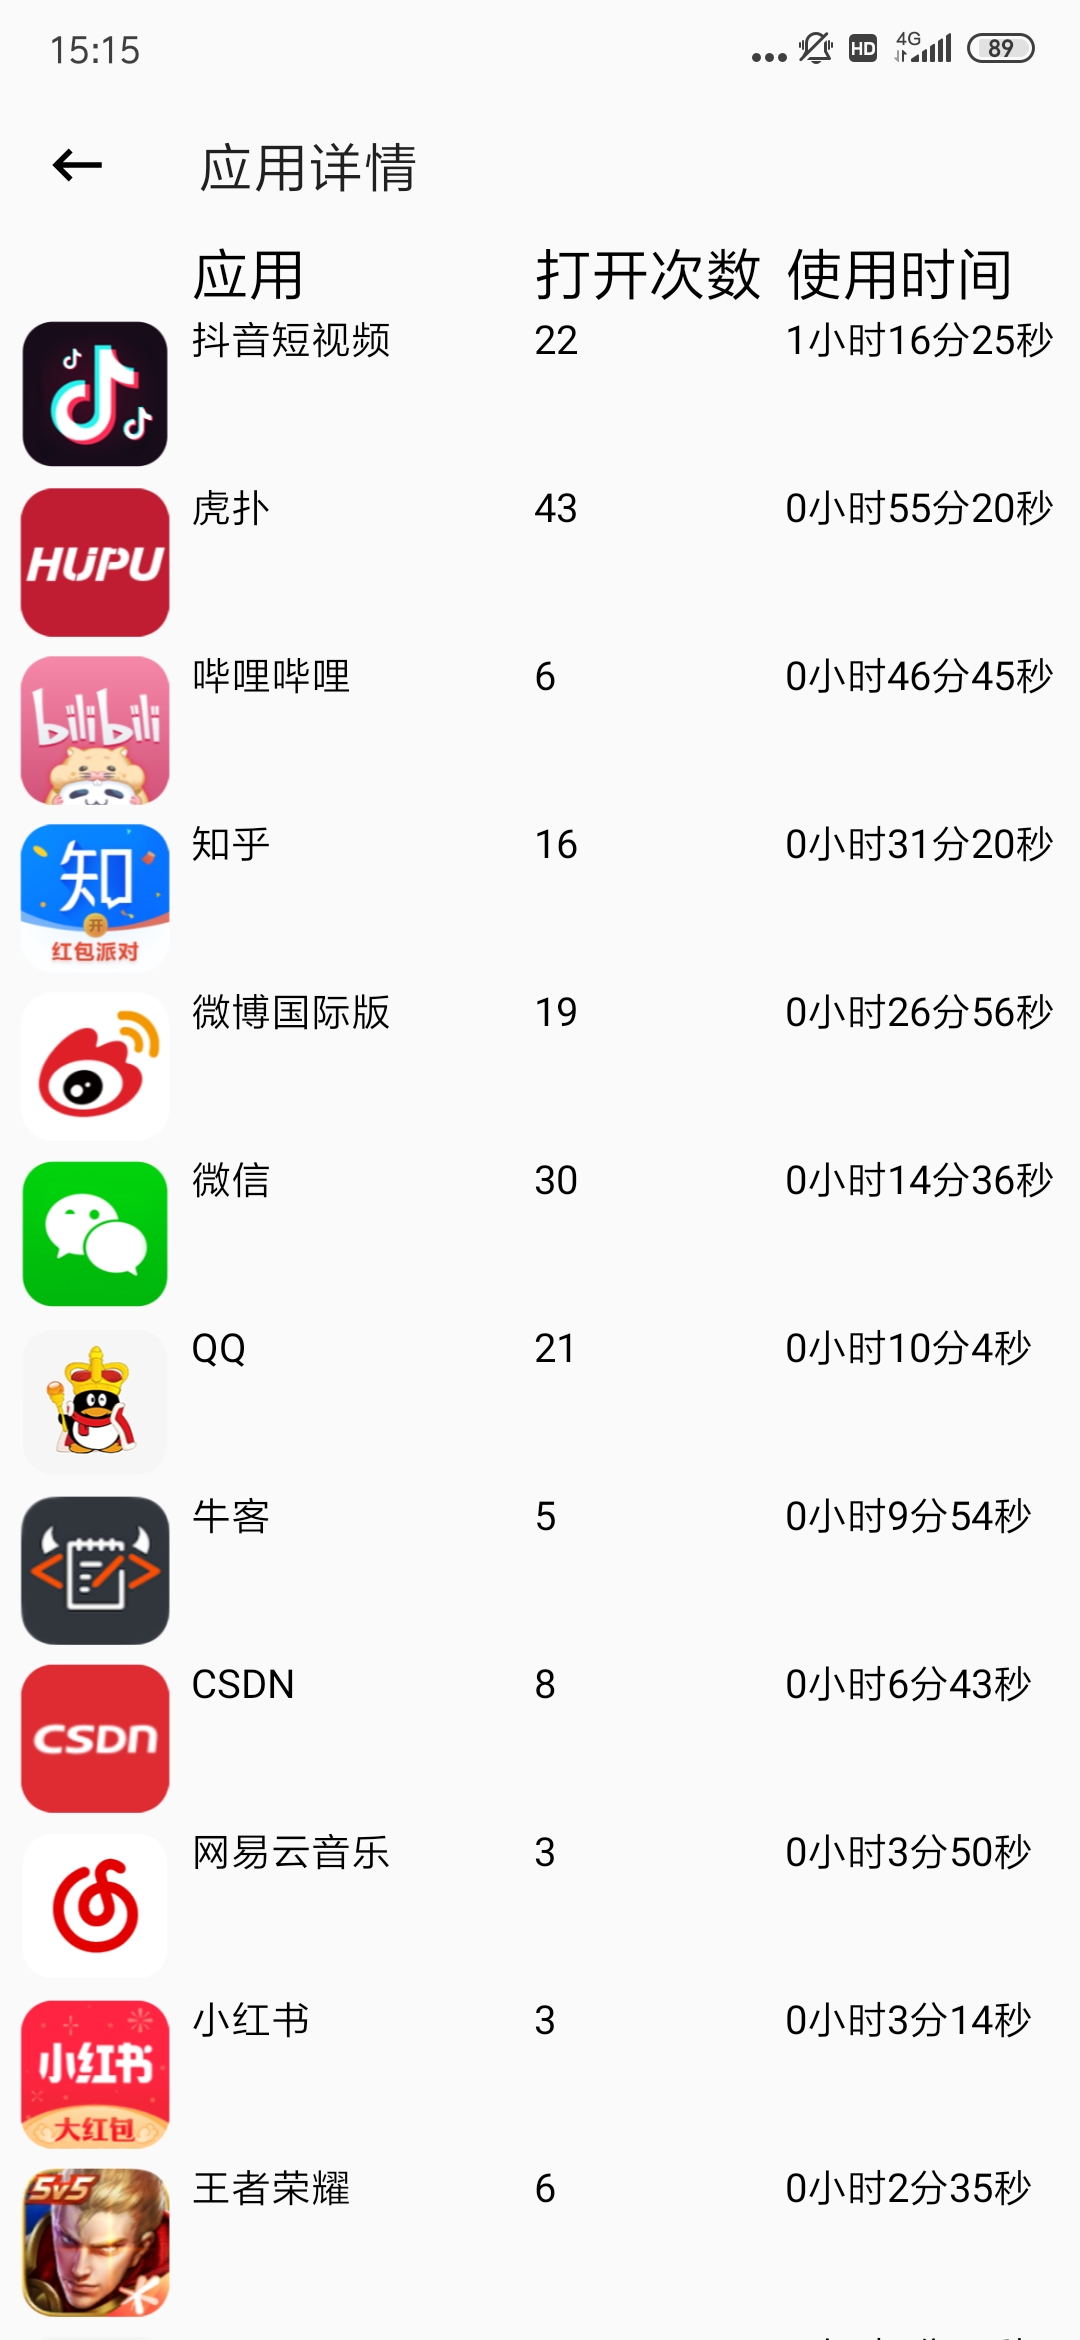 15:15 4G HD 89
应用详情
应用 打开次数 使用时间
抖音短视频 22 1小时16分25秒
虎扑 43 0小时55分20秒
HUPU
哔哩哔哩 6 0小时46分45秒
bilibili
知乎 16 0小时31分20秒
知
开
红包派对
微博国际版 19 0小时26分56秒
微信 30 0小时14分36秒
QQ 21 0小时10分4秒
牛客 5 0小时9分54秒
CSDN 8 0小时6分43秒
CSDN
网易云音乐 3 0小时3分50秒
小红书 3 0小时3分14秒
小红书
大红包
王者荣耀 6 0小时2分35秒
5v5